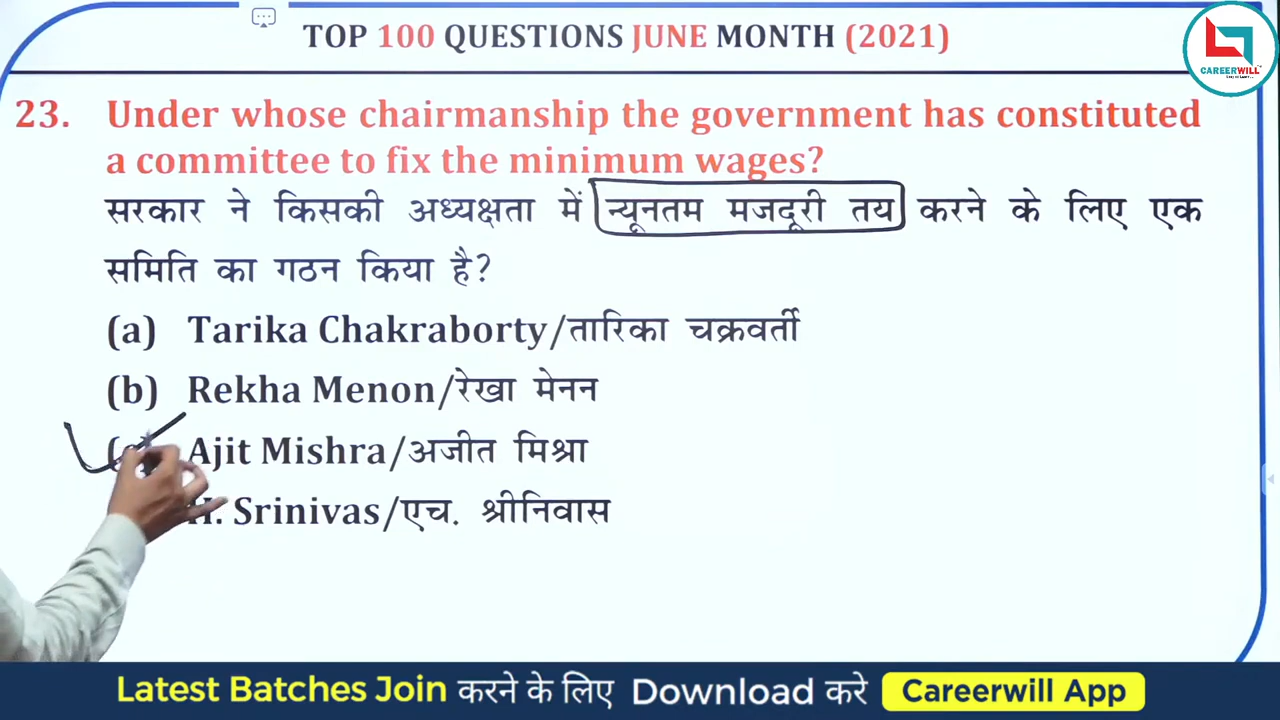 TOP 100 QUESTIONS JUNE MONTH (2021)
CAREERWILL
23. Under whose chairmanship the government has constituted
a committee to fix the minimum wages?
सरकार ने किसकी अध्यक्षता में न्यूनतम मजदूरी तय करने के लिए एक
समिति का गठन किया है?
(a) Tarika Chakraborty/तारिका चक्रवर्ती
(b) Rekha Menon/रेखा मेनन
Ajit Mishra/अजीत मिश्रा
H. Srinivas/एच. श्रीनिवास
Latest Batches Join करने के लिए Download करे Careerwill App